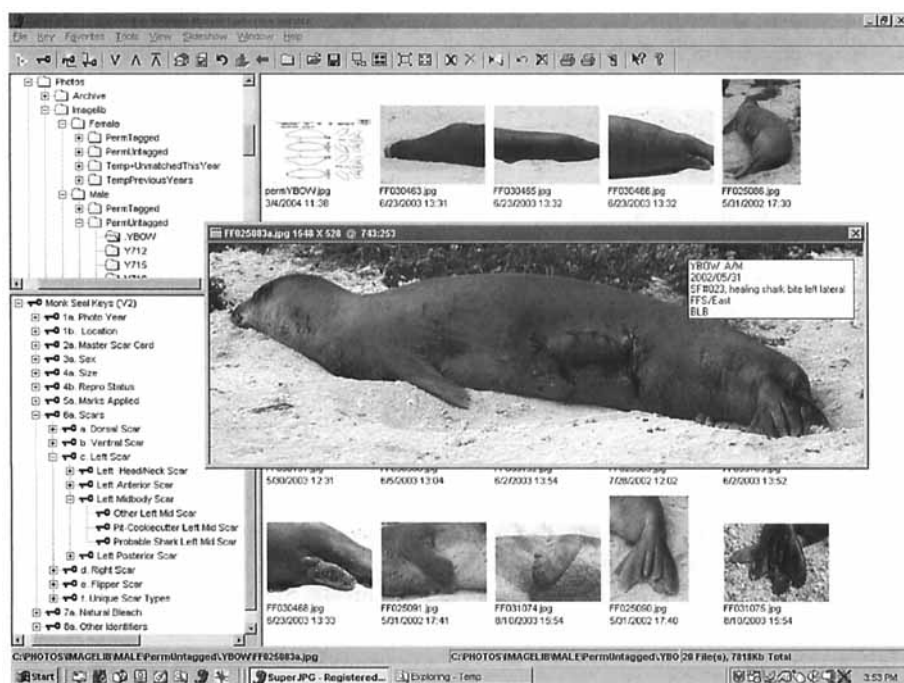 File Key Favorites Tools View Slideshow Window Help
Photos
Archive
Imagelib
Female
PermTagged
PermUntagged
Temp+UnmatchedThisYear
TempPreviousYears
Male
PermTagged
PermUntagged
.YBOW
Y712
Y715
permYBOW.jpg
3/4/2004 11:38
FF030463.jpg
6/23/2003 13:31
FF030465.jpg
6/23/2003 13:32
FF030466.jpg
6/23/2003 13:32
FF025086.jpg
5/31/2002 17:30
FF025083a.jpg 1548 X 528 @ 743:253
YBOW A/M
2002/05/31
SF#023, healing shark bite left lateral
FFS/East
BLB
Monk Seal Keys (V2)
1a. Photo Year
1b. Location
2a. Master Scar Card
3a. Sex
4a. Size
4b. Repro Status
5a. Marks Applied
6a. Scars
a. Dorsal Scar
b. Ventral Scar
c. Left Scar
Left Head/Neck Scar
Left Anterior Scar
Left Midbody Scar
Other Left Mid Scar
Pit-Cookiecutter Left Mid Scar
Probable Shark Left Mid Scar
Left Posterior Scar
d. Right Scar
e. Flipper Scar
f. Unique Scar Types
7a. Natural Bleach
8a. Other Identifiers
5/30/2003 12:31
6/5/2003 13:04
6/2/2003 13:54
7/28/2002 12:02
6/2/2003 13:52
FF030468.jpg
6/23/2003 13:33
FF025091.jpg
5/31/2002 17:41
FF031074.jpg
8/10/2003 15:54
FF025090.jpg
5/31/2002 17:40
FF031075.jpg
8/10/2003 15:54
C:\PHOTOS\IMAGELIB\MALE\PermUntagged\.YBOW\FF025083a.jpg
C:\PHOTOS\IMAGELIB\MALE\PermUntagged\.YBO 28 File(s), 7818Kb Total
Start
SuperJPG - Registered...
Exploring - Temp
3:53 PM